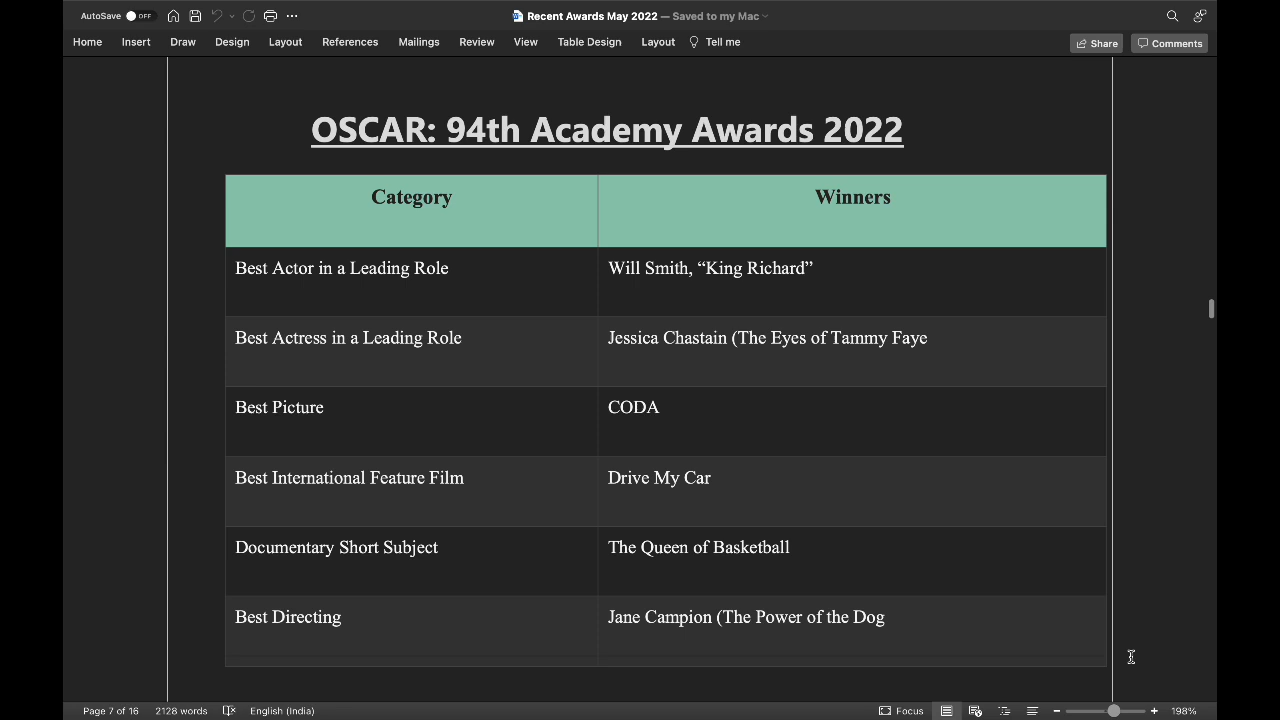 AutoSave OFF
Recent Awards May 2022 — Saved to my Mac
Home Insert Draw Design Layout References Mailings Review View Table Design Layout Tell me
Share Comments
OSCAR: 94th Academy Awards 2022
Category Winners
Best Actor in a Leading Role Will Smith, “King Richard”
Best Actress in a Leading Role Jessica Chastain (The Eyes of Tammy Faye
Best Picture CODA
Best International Feature Film Drive My Car
Documentary Short Subject The Queen of Basketball
Best Directing Jane Campion (The Power of the Dog
Page 7 of 16 2128 words English (India) Focus 198%